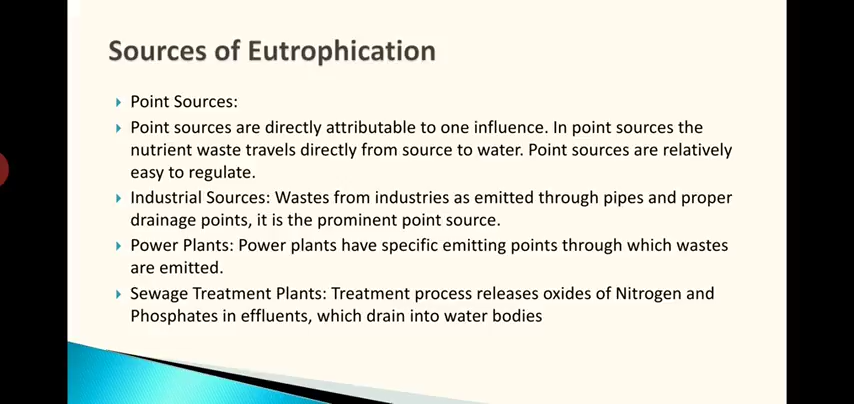 Sources of Eutrophication
Point Sources:
Point sources are directly attributable to one influence. In point sources the
nutrient waste travels directly from source to water. Point sources are relatively
easy to regulate.
Industrial Sources: Wastes from industries as emitted through pipes and proper
drainage points, it is the prominent point source.
Power Plants: Power plants have specific emitting points through which wastes
are emitted.
Sewage Treatment Plants: Treatment process releases oxides of Nitrogen and
Phosphates in effluents, which drain into water bodies